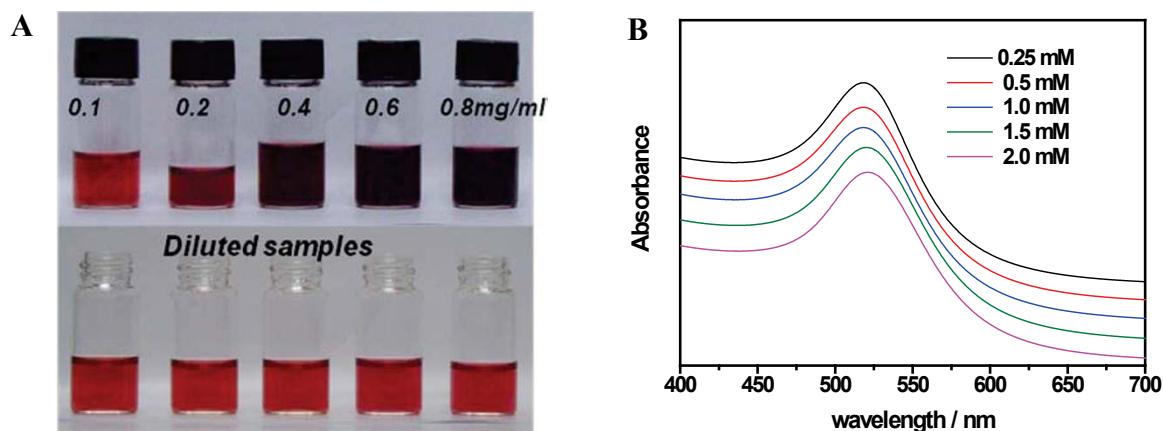 A
0.1 0.2 0.4 0.6 0.8mg/ml
Diluted samples
B
0.25 mM
0.5 mM
1.0 mM
1.5 mM
2.0 mM
Absorbance
400 450 500 550 600 650 700
wavelength / nm